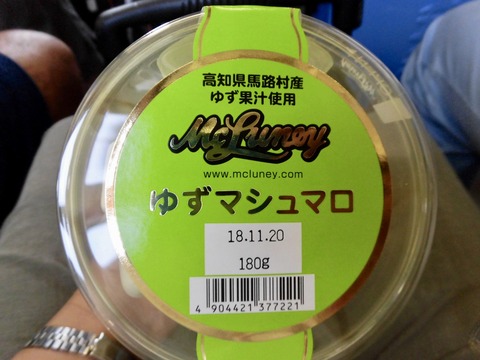 高知県馬路村産
ゆず果汁使用
McLuney
www.mcluney.com
ゆずマシュマロ
18.11.20
180g
4 904421 377221